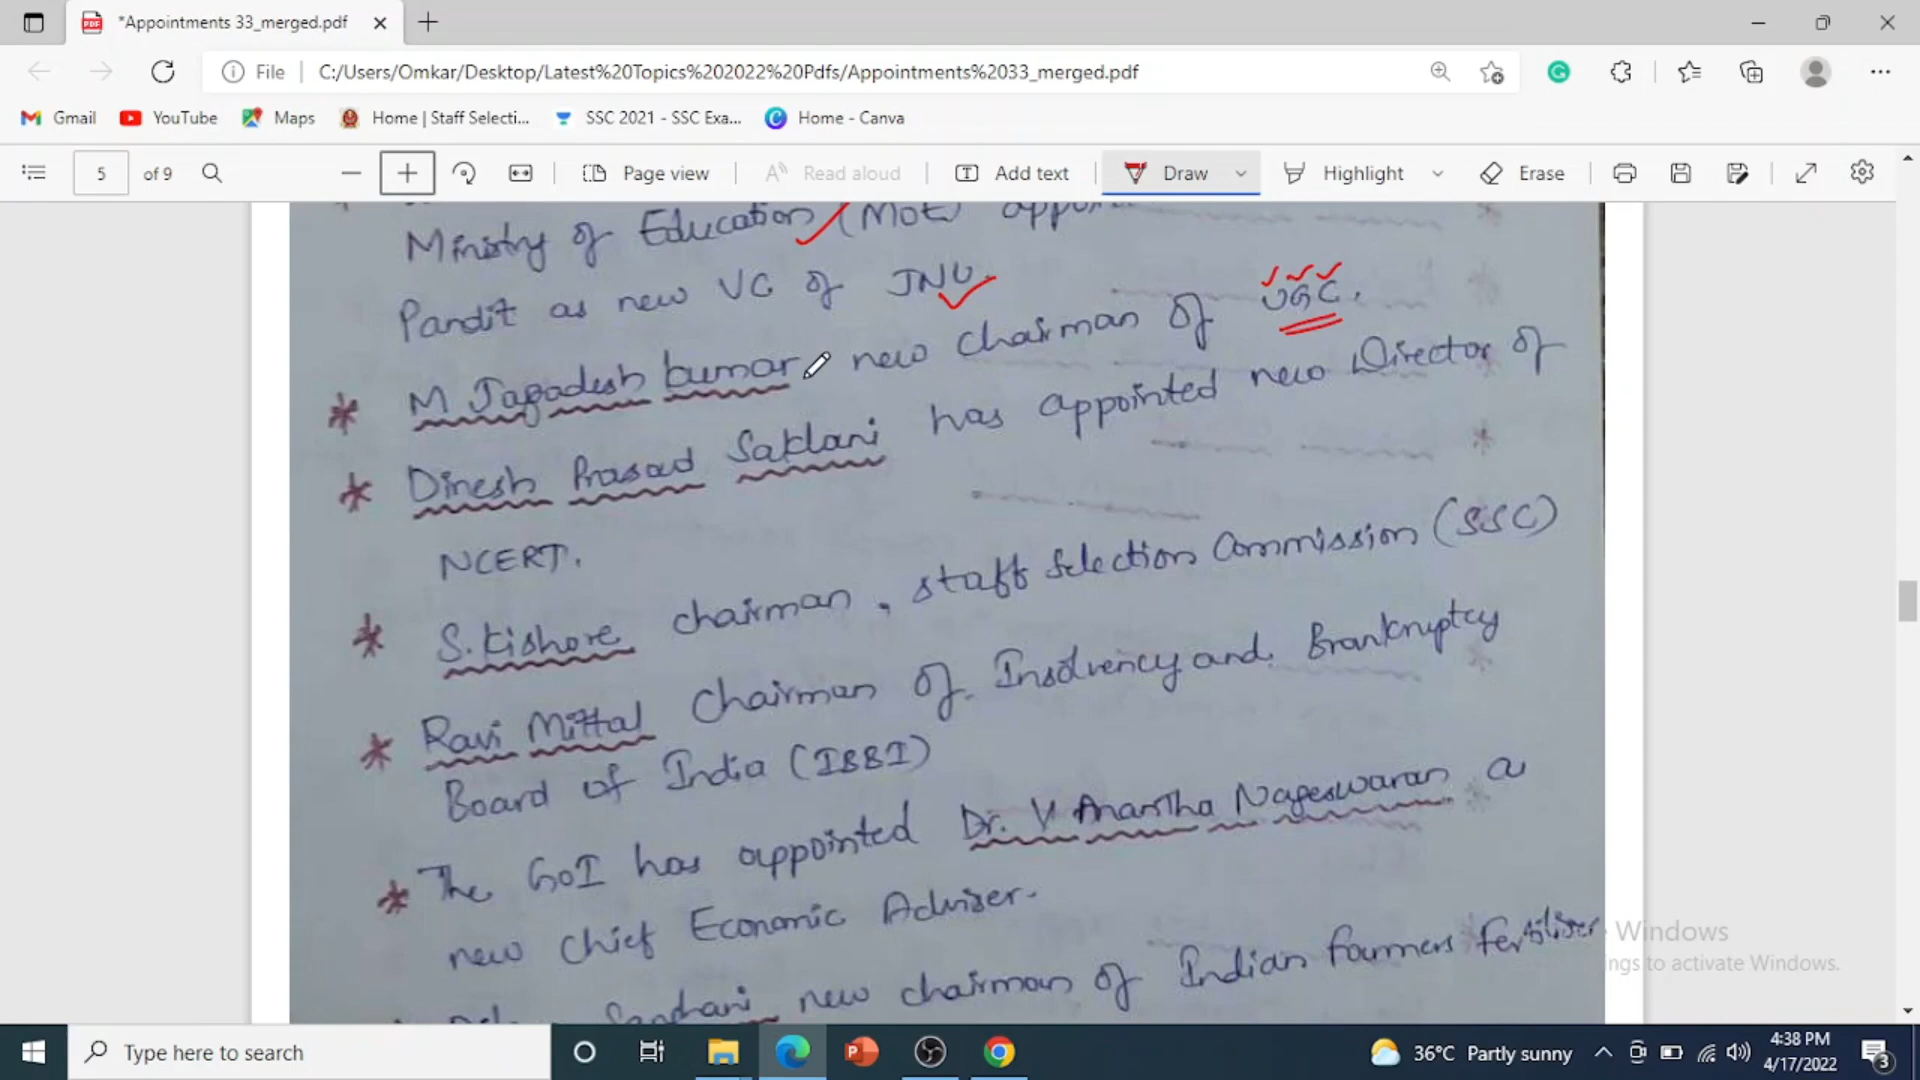 *Appointments 33_merged.pdf
File C:/Users/Omkar/Desktop/Latest%20Topics%202022%20Pdfs/Appointments%2033_merged.pdf
Gmail YouTube Maps Home | Staff Selecti... SSC 2021 - SSC Exa... Home - Canva
5 of 9 Page view Read aloud Add text Draw Highlight Erase
Ministry of Education (MoE)
Pandit as new VC of JNU.
* M Jagadesh kumar new chairman of UGC.
* Dinesh Prasad Saklani has appointed new Director of
NCERT.
* S. Kishore chairman, staff Selection Commission (SSC)
* Ravi Mittal Chairman of Insolvency and Brankruptcy
Board of India (IBBI)
* The GoI has appointed Dr. V Anantha Nageswaran a
new Chief Economic Adviser.
new chairman of Indian farmers fertiliser
Windows
ngs to activate Windows.
Type here to search
36°C Partly sunny
4:38 PM
4/17/2022
3